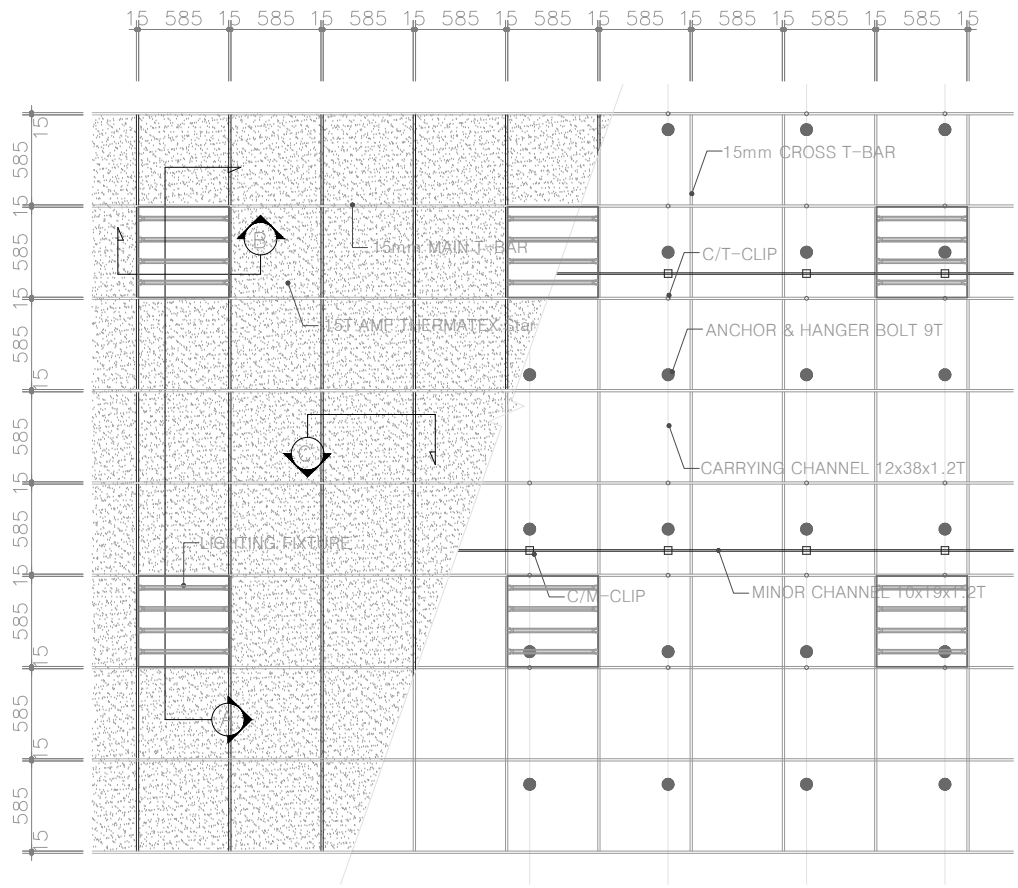 15 585 15 585 15 585 15 585 15 585 15 585 15 585 15 585 15 585 15
15
585
15
585
15
585
15
585
15
585
15
585
15
585
15
585
15
15mm CROSS T-BAR
B
15mm MAIN T-BAR
C/T-CLIP
15T AMF THERMATEX Star
ANCHOR & HANGER BOLT 9T
C
CARRYING CHANNEL 12x38x1.2T
LIGHTING FIXTURE
C/M-CLIP
MINOR CHANNEL 10x19x1.2T
A